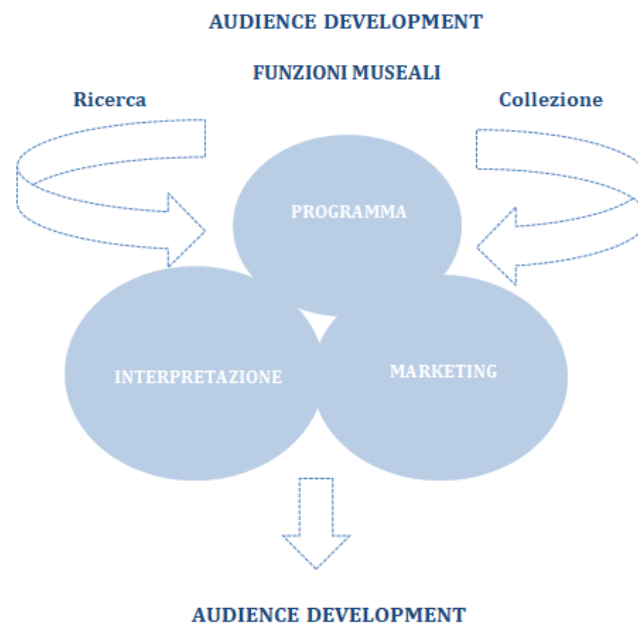 AUDIENCE DEVELOPMENT
FUNZIONI MUSEALI
Ricerca
Collezione
PROGRAMMA
INTERPRETAZIONE
MARKETING
AUDIENCE DEVELOPMENT